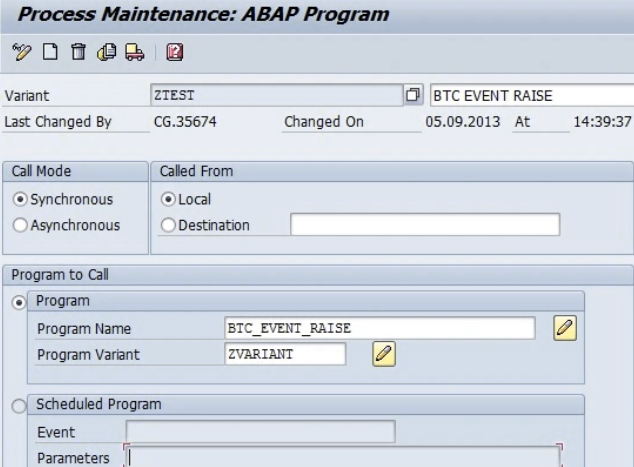 Process Maintenance: ABAP Program
Variant ZTEST BTC EVENT RAISE
Last Changed By CG.35674 Changed On 05.09.2013 At 14:39:37
Call Mode Called From
Synchronous Local
Asynchronous Destination
Program to Call
Program
Program Name BTC_EVENT_RAISE
Program Variant ZVARIANT
Scheduled Program
Event
Parameters